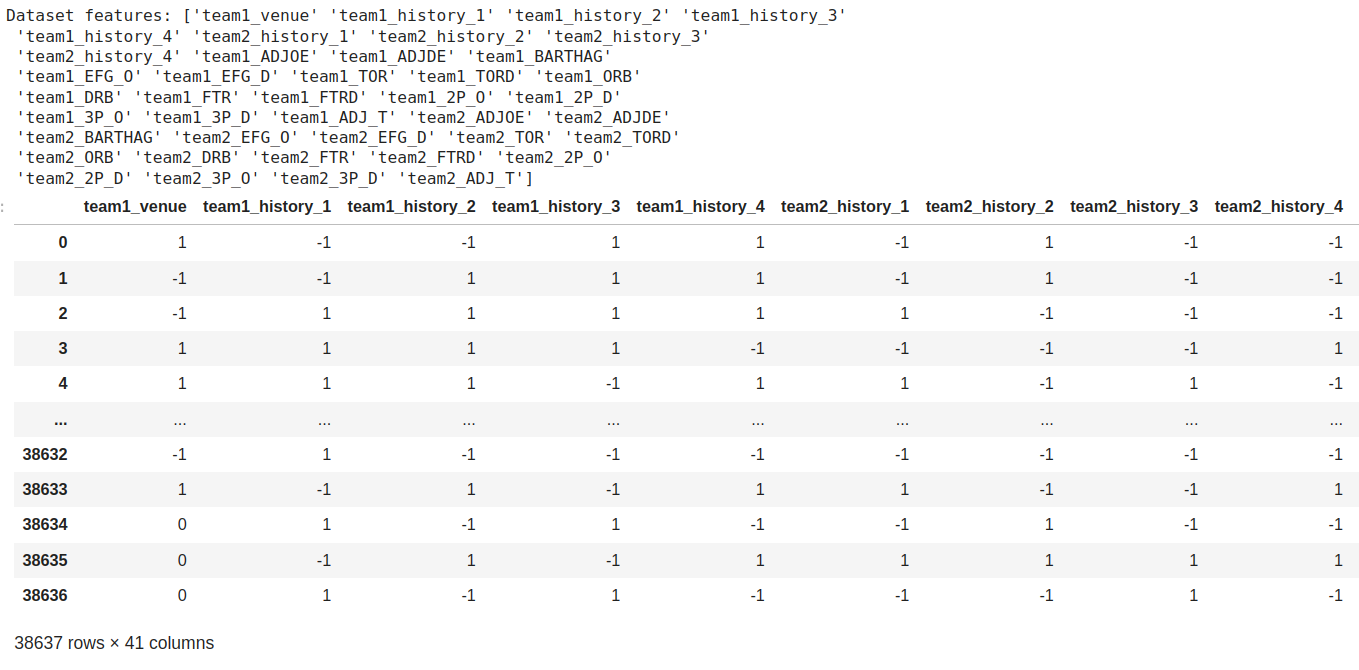 Dataset features: ['team1_venue' 'team1_history_1' 'team1_history_2' 'team1_history_3'
'team1_history_4' 'team2_history_1' 'team2_history_2' 'team2_history_3'
'team2_history_4' 'team1_ADJOE' 'team1_ADJDE' 'team1_BARTHAG'
'team1_EFG_O' 'team1_EFG_D' 'team1_TOR' 'team1_TORD' 'team1_ORB'
'team1_DRB' 'team1_FTR' 'team1_FTRD' 'team1_2P_O' 'team1_2P_D'
'team1_3P_O' 'team1_3P_D' 'team1_ADJ_T' 'team2_ADJOE' 'team2_ADJDE'
'team2_BARTHAG' 'team2_EFG_O' 'team2_EFG_D' 'team2_TOR' 'team2_TORD'
'team2_ORB' 'team2_DRB' 'team2_FTR' 'team2_FTRD' 'team2_2P_O'
'team2_2P_D' 'team2_3P_O' 'team2_3P_D' 'team2_ADJ_T']
: team1_venue team1_history_1 team1_history_2 team1_history_3 team1_history_4 team2_history_1 team2_history_2 team2_history_3 team2_history_4
0 1 -1 -1 1 1 -1 1 -1 -1
1 -1 -1 1 1 1 -1 1 -1 -1
2 -1 1 1 1 1 1 -1 -1 -1
3 1 1 1 1 -1 -1 -1 -1 1
4 1 1 1 -1 1 1 -1 1 -1
... ... ... ... ... ... ... ... ... ...
38632 -1 1 -1 -1 -1 -1 -1 -1 -1
38633 1 -1 1 -1 1 1 -1 -1 1
38634 0 1 -1 1 -1 -1 1 -1 -1
38635 0 -1 1 -1 1 1 1 1 1
38636 0 1 -1 1 -1 -1 -1 1 -1
38637 rows × 41 columns